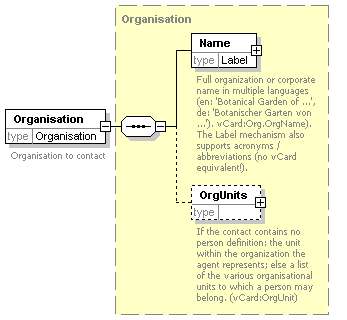 Organisation
Name
type Label
Full organization or corporate
name in multiple languages
(en: 'Botanical Garden of ...',
de: 'Botanischer Garten von
...'). vCard:Org.OrgName).
The Label mechanism also
supports acronyms /
abbreviations (no vCard
equivalent!).
Organisation
type Organisation
Organisation to contact
OrgUnits
type
If the contact contains no
person definition: the unit
within the organization the
agent represents; else a list
of the various organisational
units to which a person may
belong. (vCard:OrgUnit)